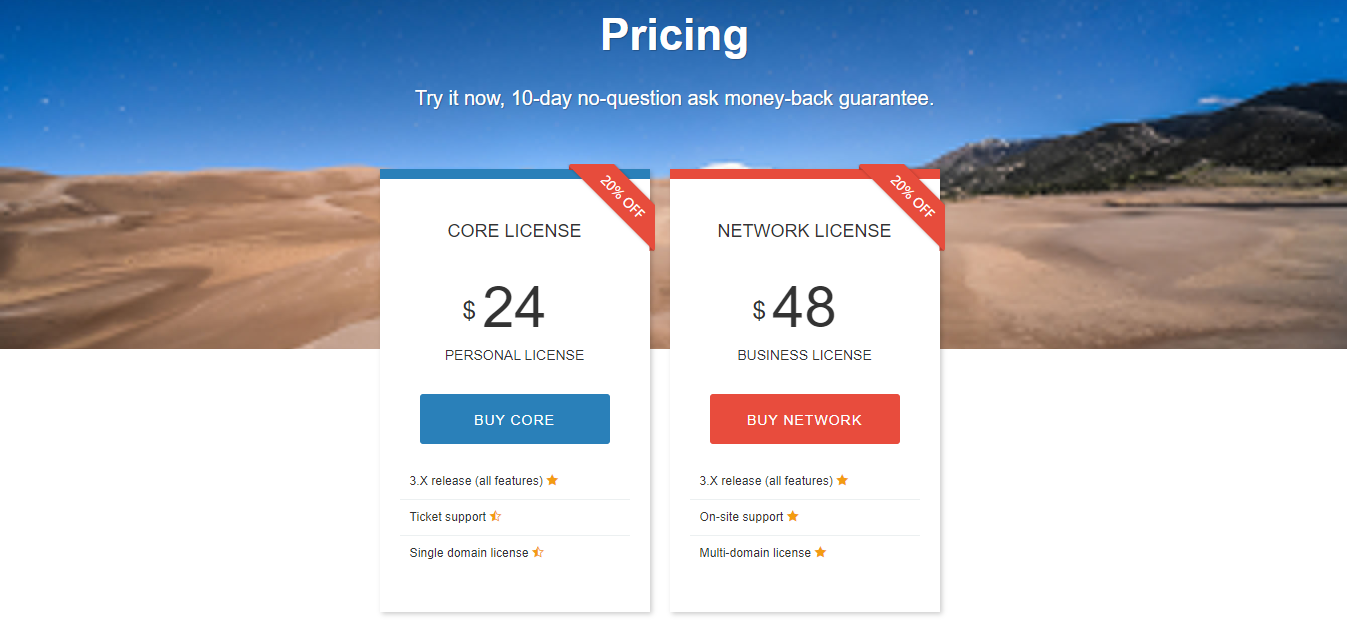 Pricing
Try it now, 10-day no-question ask money-back guarantee.
20% OFF
CORE LICENSE
$ 24
PERSONAL LICENSE
BUY CORE
3.X release (all features)
Ticket support
Single domain license
20% OFF
NETWORK LICENSE
$ 48
BUSINESS LICENSE
BUY NETWORK
3.X release (all features)
On-site support
Multi-domain license